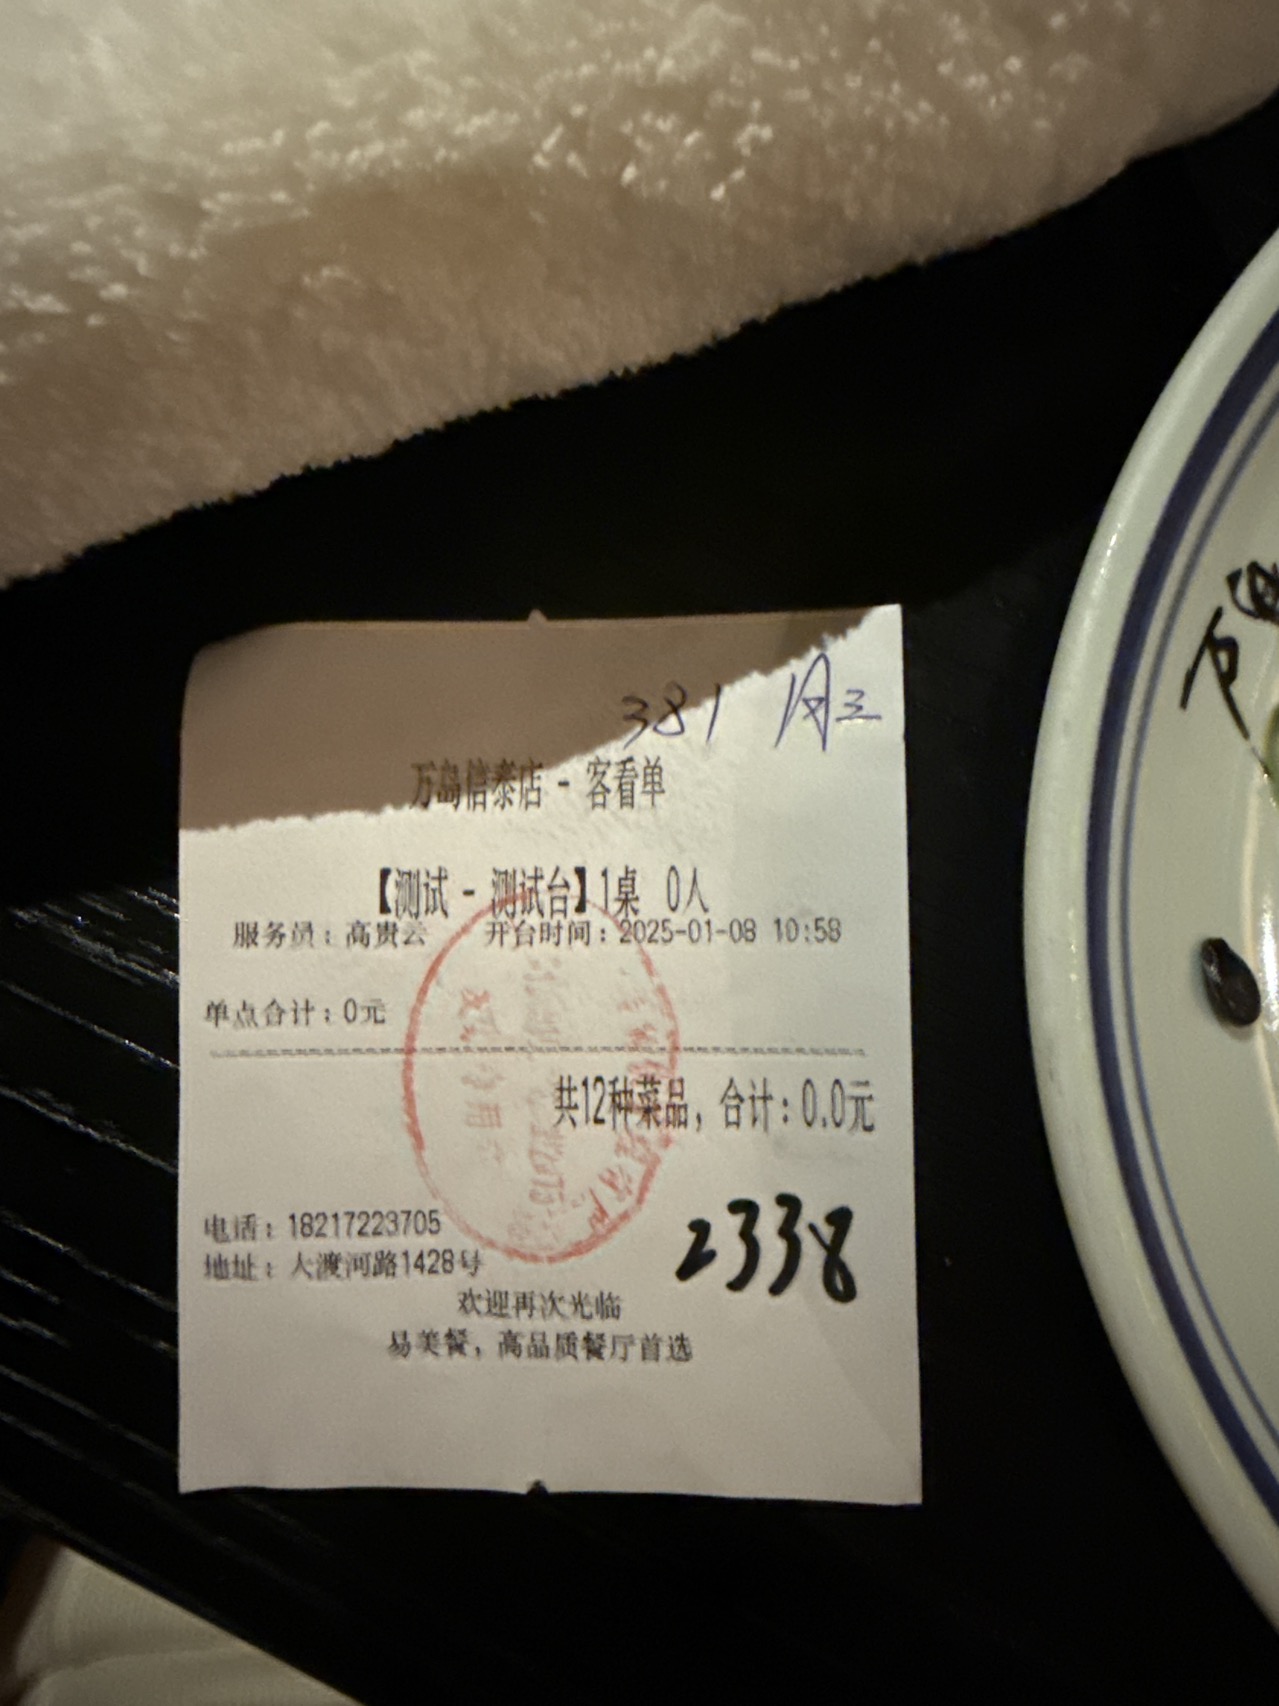 381 周三
万岛信泰店 - 客看单
【测试 - 测试台】1桌 0人
服务员：高贵云 开台时间：2025-01-08 10:58
单点合计：0元
共12种菜品，合计：0.0元
2338
电话：18217223705
地址：大渡河路1428号
欢迎再次光临
易美餐，高品质餐厅首选
万岛